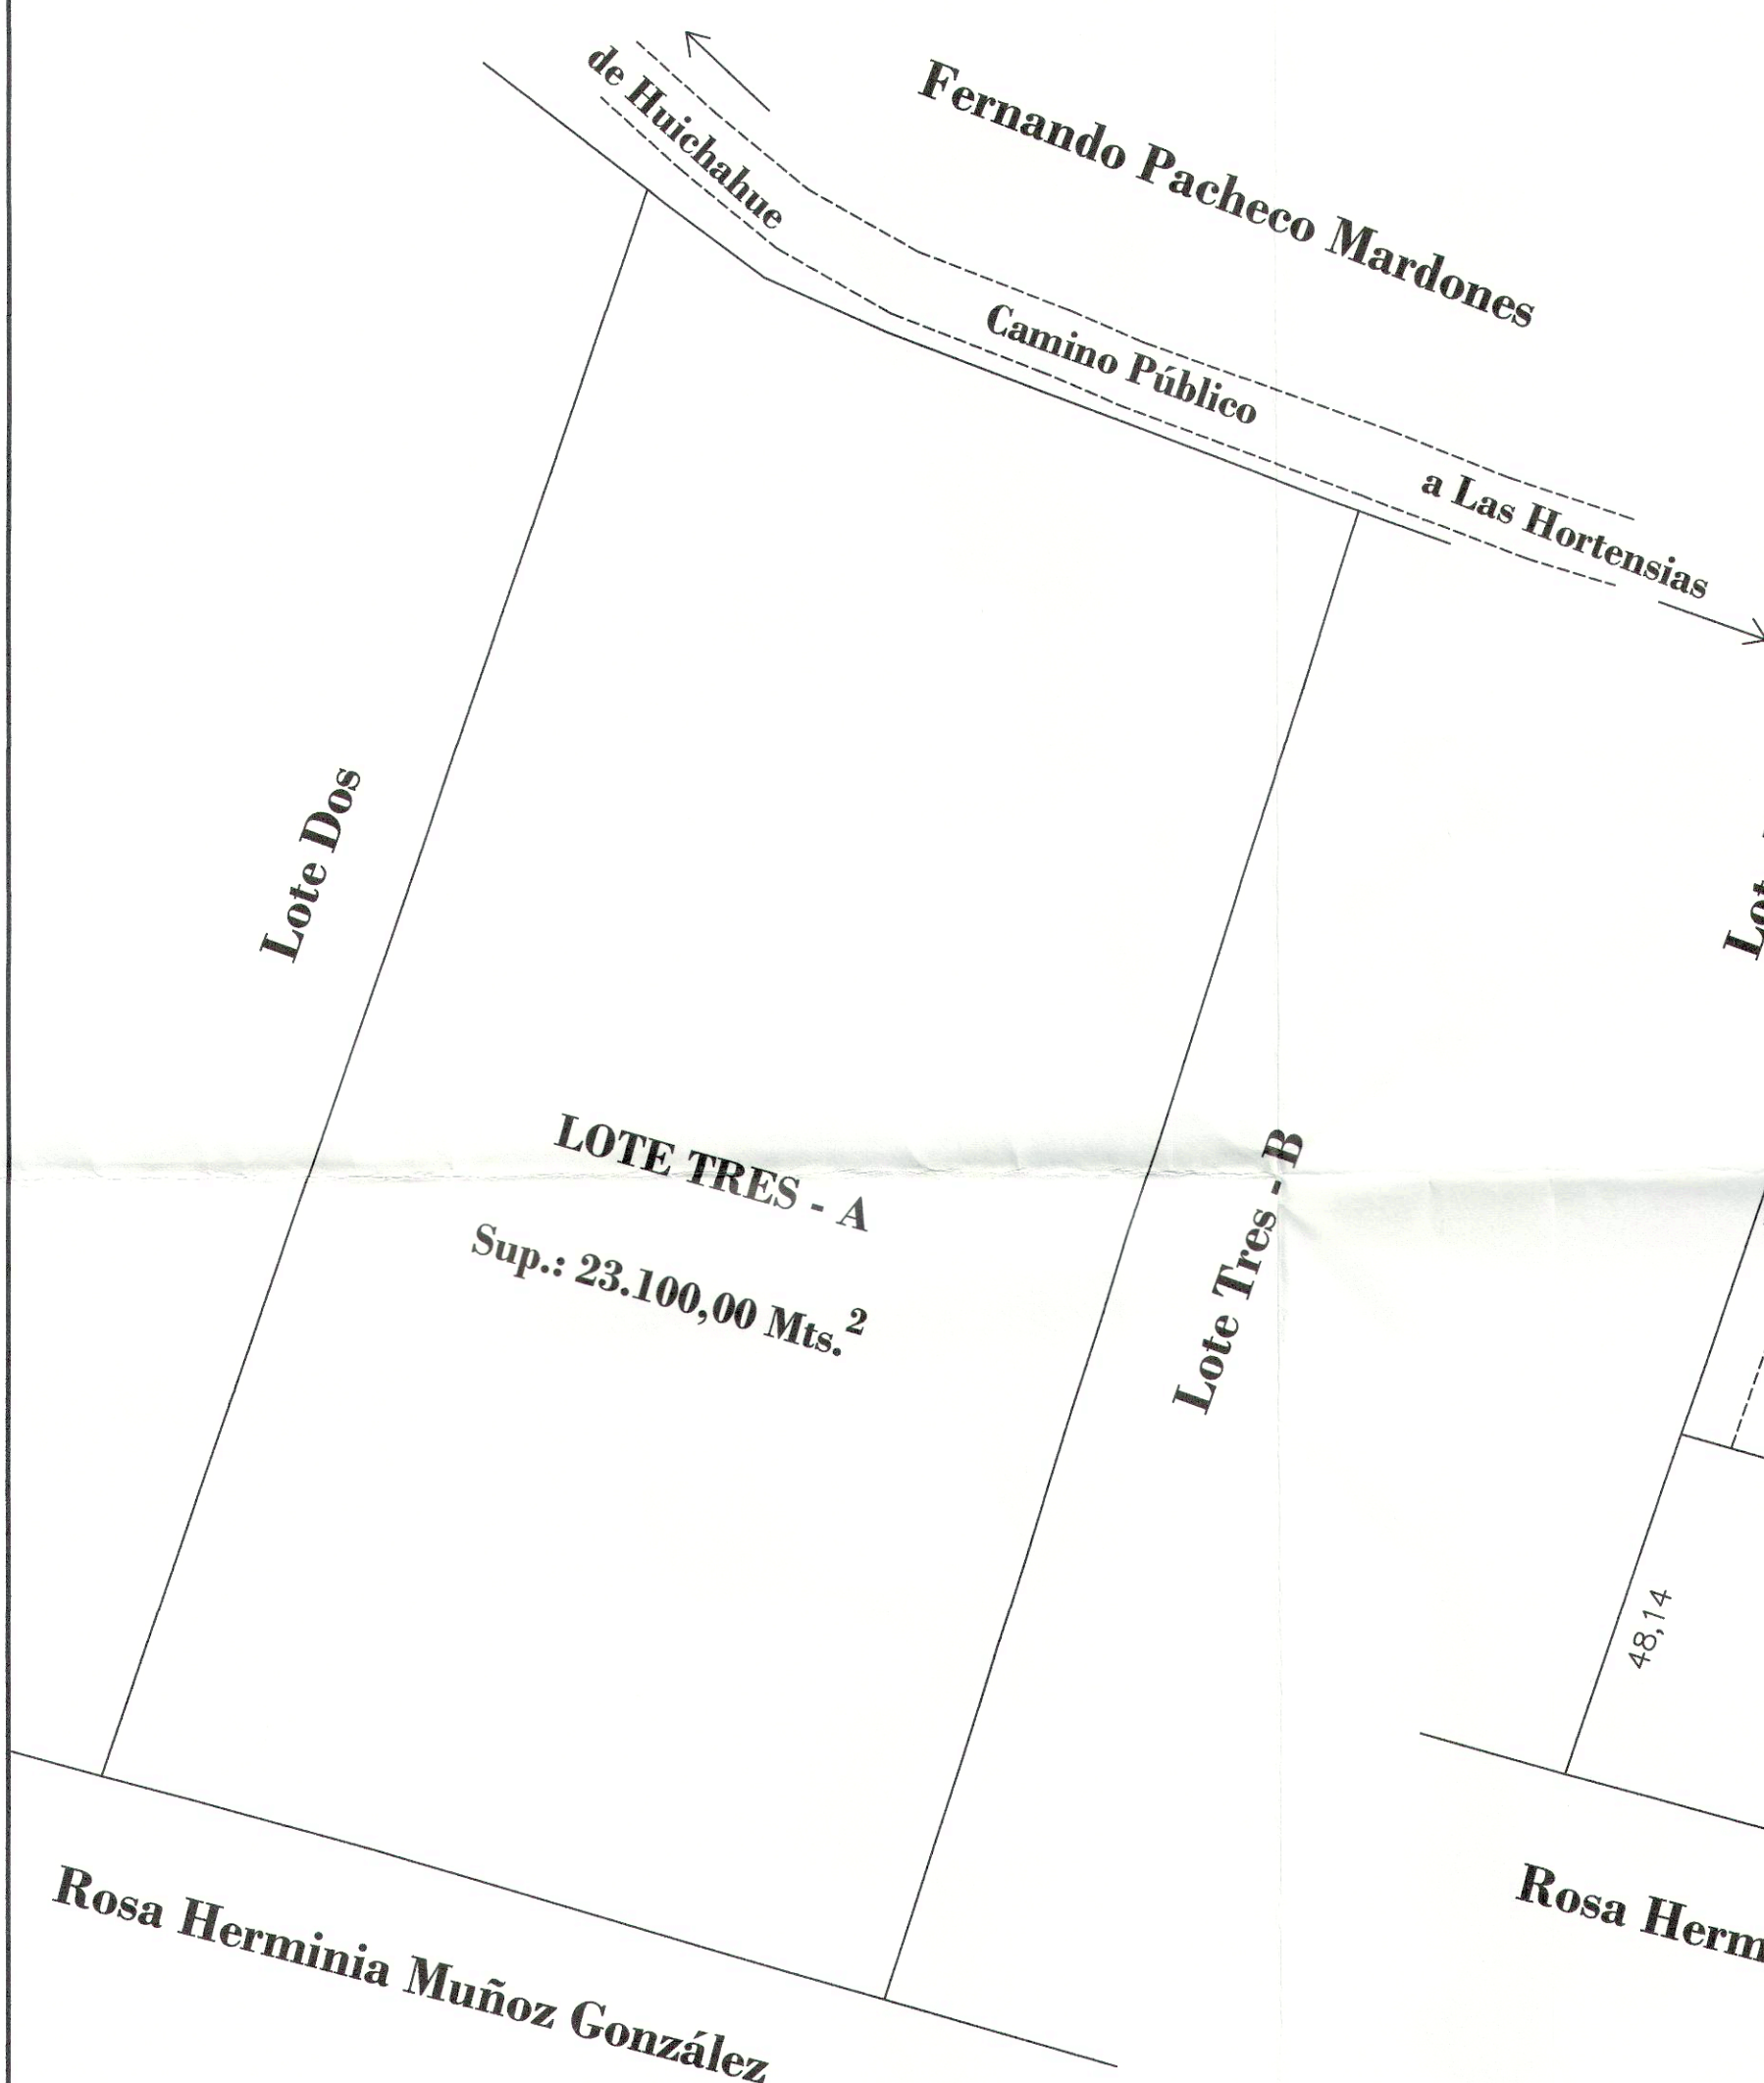 Fernando Pacheco Mardones
de Huichahue
Camino Público
a Las Hortensias
Lote Dos
LOTE TRES - A
Sup.: 23.100,00 Mts.²
Lote Tres - B
48,14
Rosa Herminia Muñoz González
Rosa